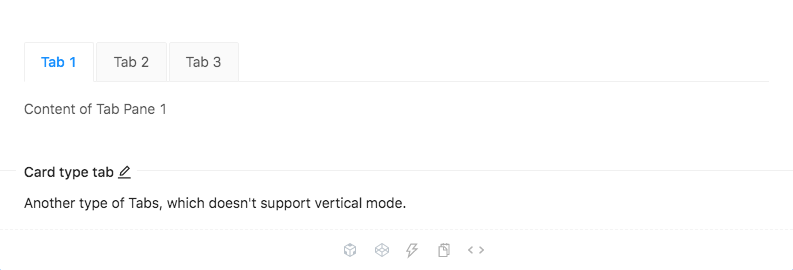 Tab 1 Tab 2 Tab 3
Content of Tab Pane 1
Card type tab
Another type of Tabs, which doesn't support vertical mode.